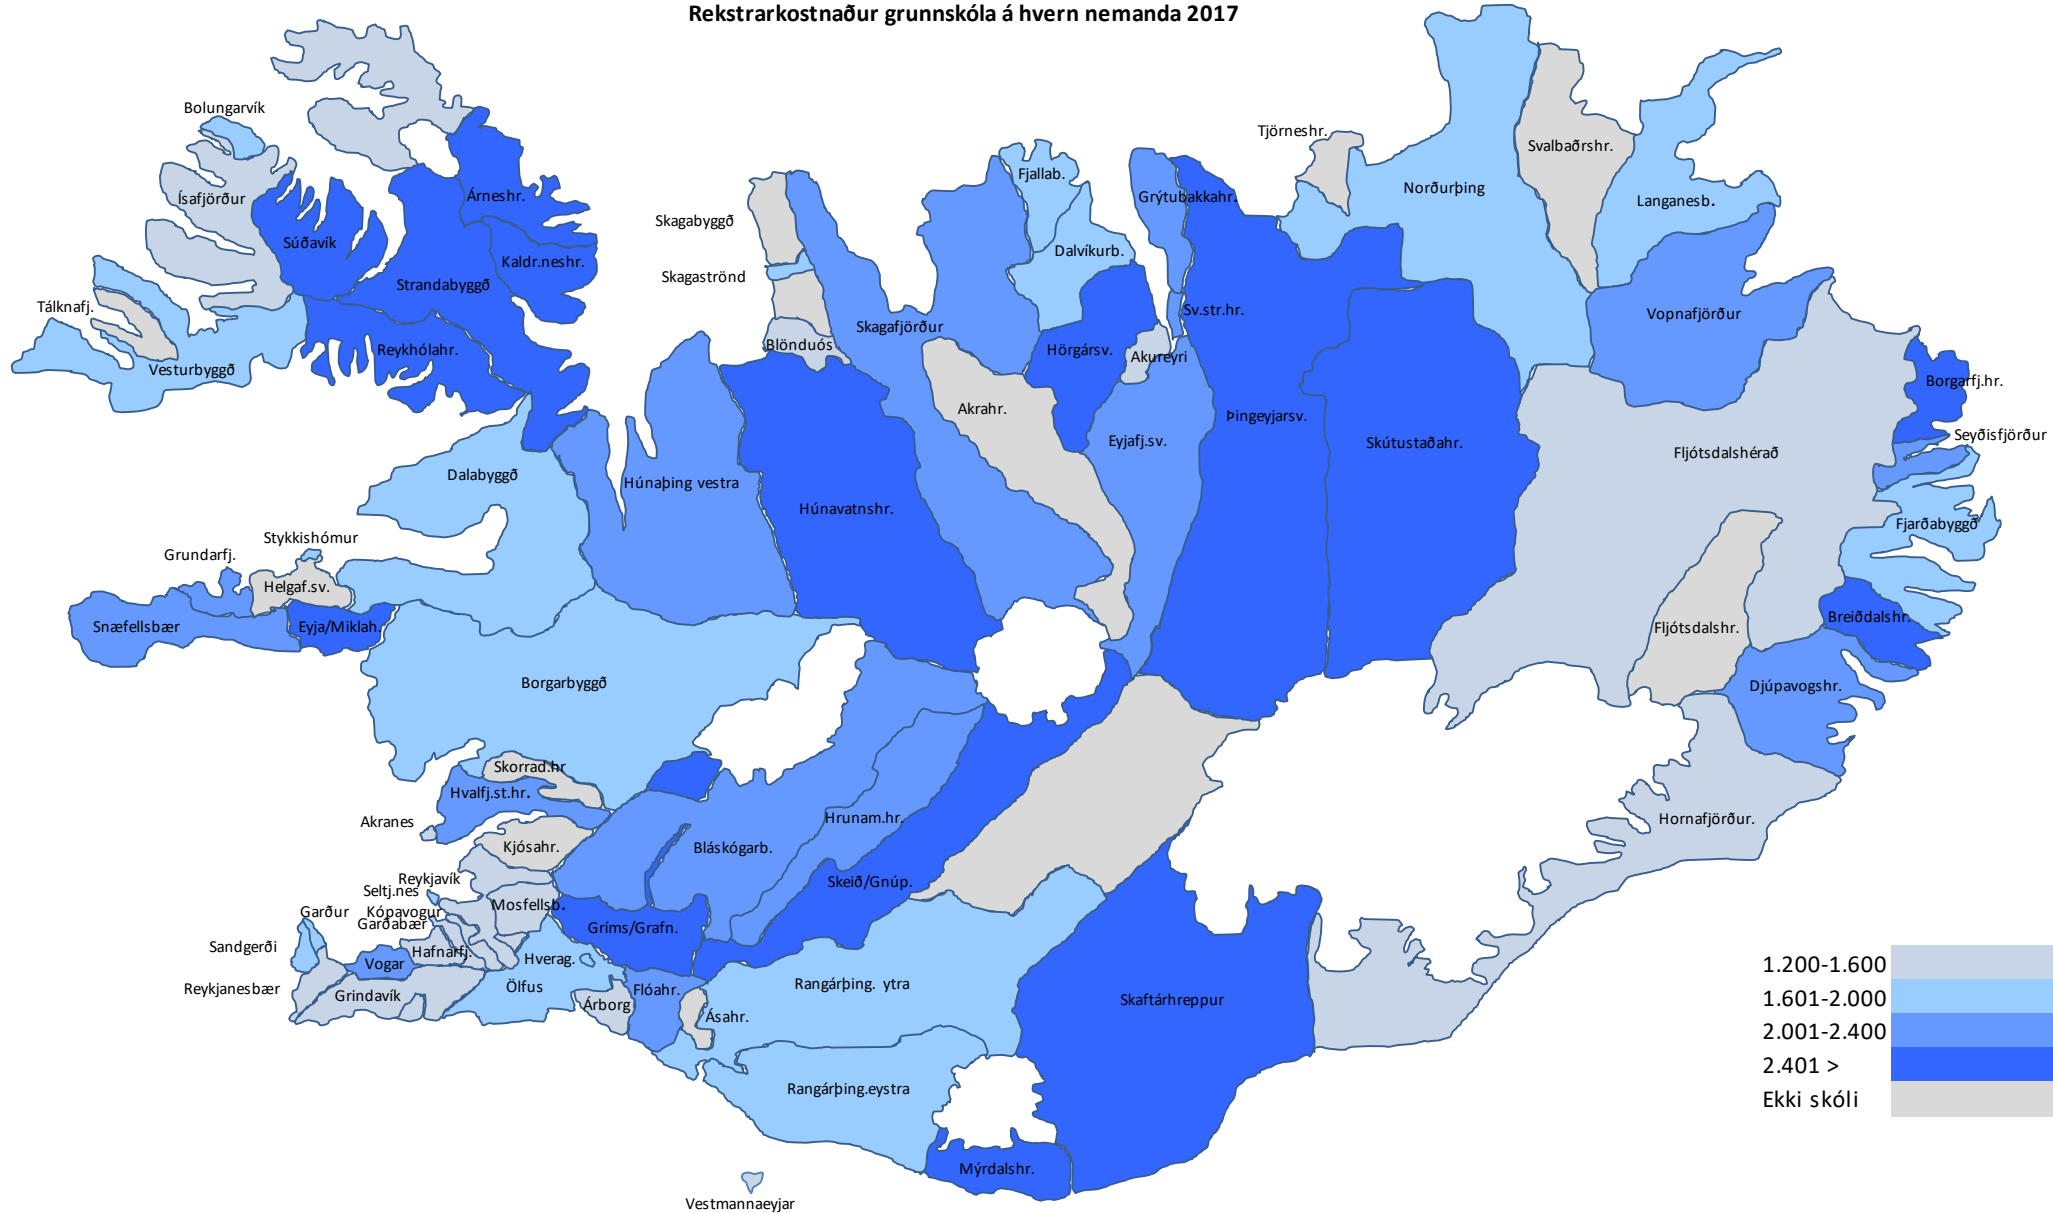 Rekstrarkostnaður grunnskóla á hvern nemanda 2017
Bolungarvík
Ísafjörður
Súðavík
Árneshr.
Kaldr.neshr.
Strandabyggð
Tálknafj.
Vesturbyggð
Reykhólahr.
Skagabyggð
Skagaströnd
Blönduós
Skagafjörður
Fjallab.
Dalvíkurb.
Hörgársv.
Akureyri
Grýtubakkahr.
Sv.str.hr.
Tjörneshr.
Norðurþing
Svalbaðrshr.
Langanesb.
Vopnafjörður
Borgarfj.hr.
Seyðisfjörður
Fljótsdalshérað
Fjarðabyggð
Breiðdalshr.
Fljótsdalshr.
Djúpavogshr.
Hornafjörður.
Akrahr.
Eyjafj.sv.
Þingeyjarsv.
Skútustaðahr.
Dalabyggð
Húnaþing vestra
Húnavatnshr.
Stykkishómur
Grundarfj.
Helgaf.sv.
Snæfellsbær
Eyja/Miklah.
Borgarbyggð
Skorrad.hr
Hvalfj.st.hr.
Akranes
Kjósahr.
Bláskógarb.
Hrunam.hr.
Skeið/Gnúp.
Reykjavík
Seltj.nes
Mosfellsb.
Kópavogur
Garðabær
Garður
Sandgerði
Hafnarfj.
Vogar
Reykjanesbær
Grindavík
Gríms/Grafn.
Hverag.
Ölfus
Árborg
Flóahr.
Ásahr.
Rangárþing. ytra
Rangárþing.eystra
Skaftárhreppur
Mýrdalshr.
Vestmannaeyjar
1.200-1.600
1.601-2.000
2.001-2.400
2.401 >
Ekki skóli